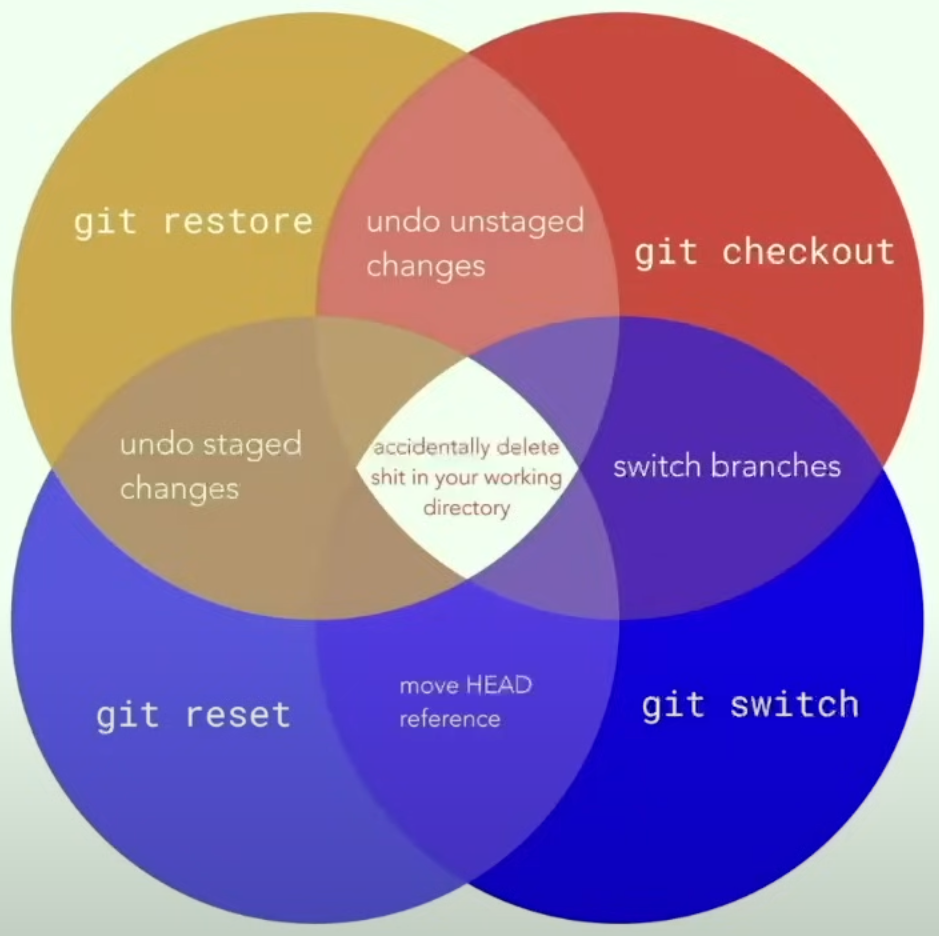 git restore
undo unstaged
changes
git checkout
undo staged
changes
accidentally delete
shit in your working
directory
switch branches
git reset
move HEAD
reference
git switch